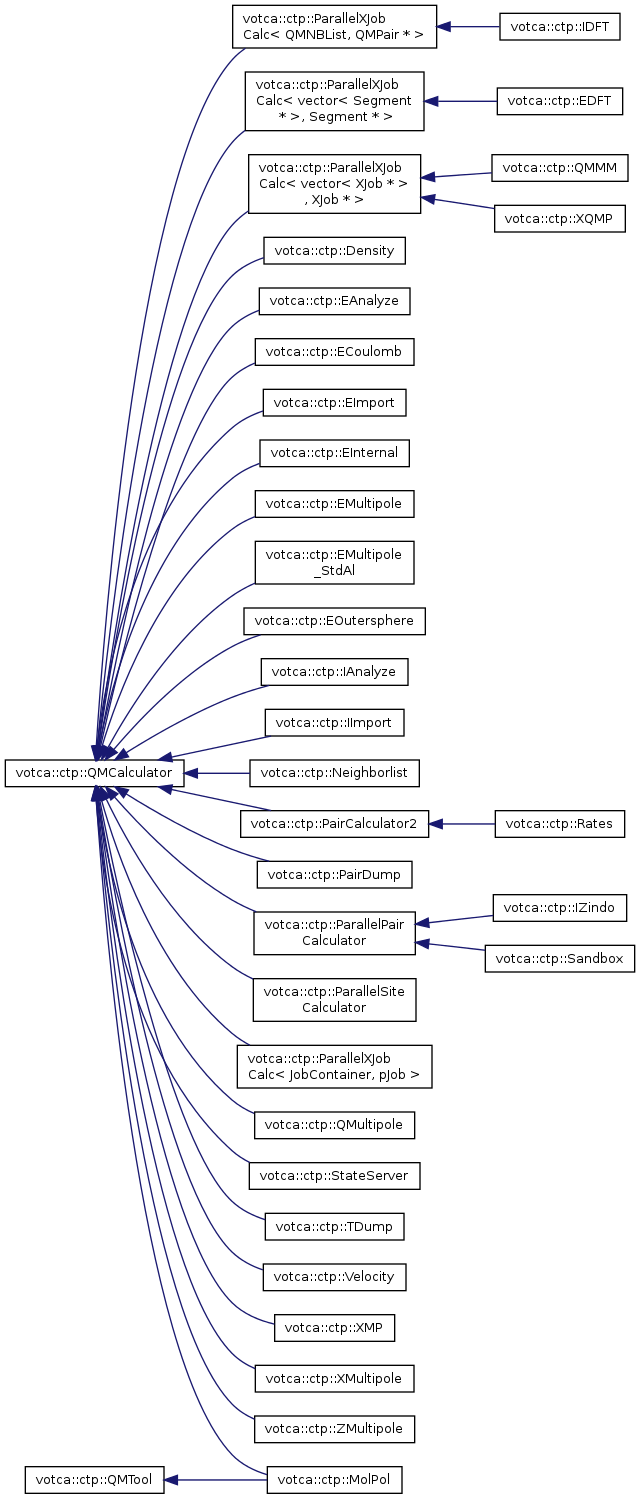 votca::ctp::ParallelXJob
Calc< QMNBList, QMPair * >
votca::ctp::IDFT
votca::ctp::ParallelXJob
Calc< vector< Segment
* >, Segment * >
votca::ctp::EDFT
votca::ctp::ParallelXJob
Calc< vector< XJob * >
, XJob * >
votca::ctp::QMMM
votca::ctp::XQMP
votca::ctp::Density
votca::ctp::EAnalyze
votca::ctp::ECoulomb
votca::ctp::EImport
votca::ctp::EInternal
votca::ctp::EMultipole
votca::ctp::EMultipole
_StdAl
votca::ctp::EOutersphere
votca::ctp::IAnalyze
votca::ctp::IImport
votca::ctp::QMCalculator
votca::ctp::Neighborlist
votca::ctp::PairCalculator2
votca::ctp::Rates
votca::ctp::PairDump
votca::ctp::ParallelPair
Calculator
votca::ctp::IZindo
votca::ctp::Sandbox
votca::ctp::ParallelSite
Calculator
votca::ctp::ParallelXJob
Calc< JobContainer, pJob >
votca::ctp::QMultipole
votca::ctp::StateServer
votca::ctp::TDump
votca::ctp::Velocity
votca::ctp::XMP
votca::ctp::XMultipole
votca::ctp::ZMultipole
votca::ctp::QMTool
votca::ctp::MolPol